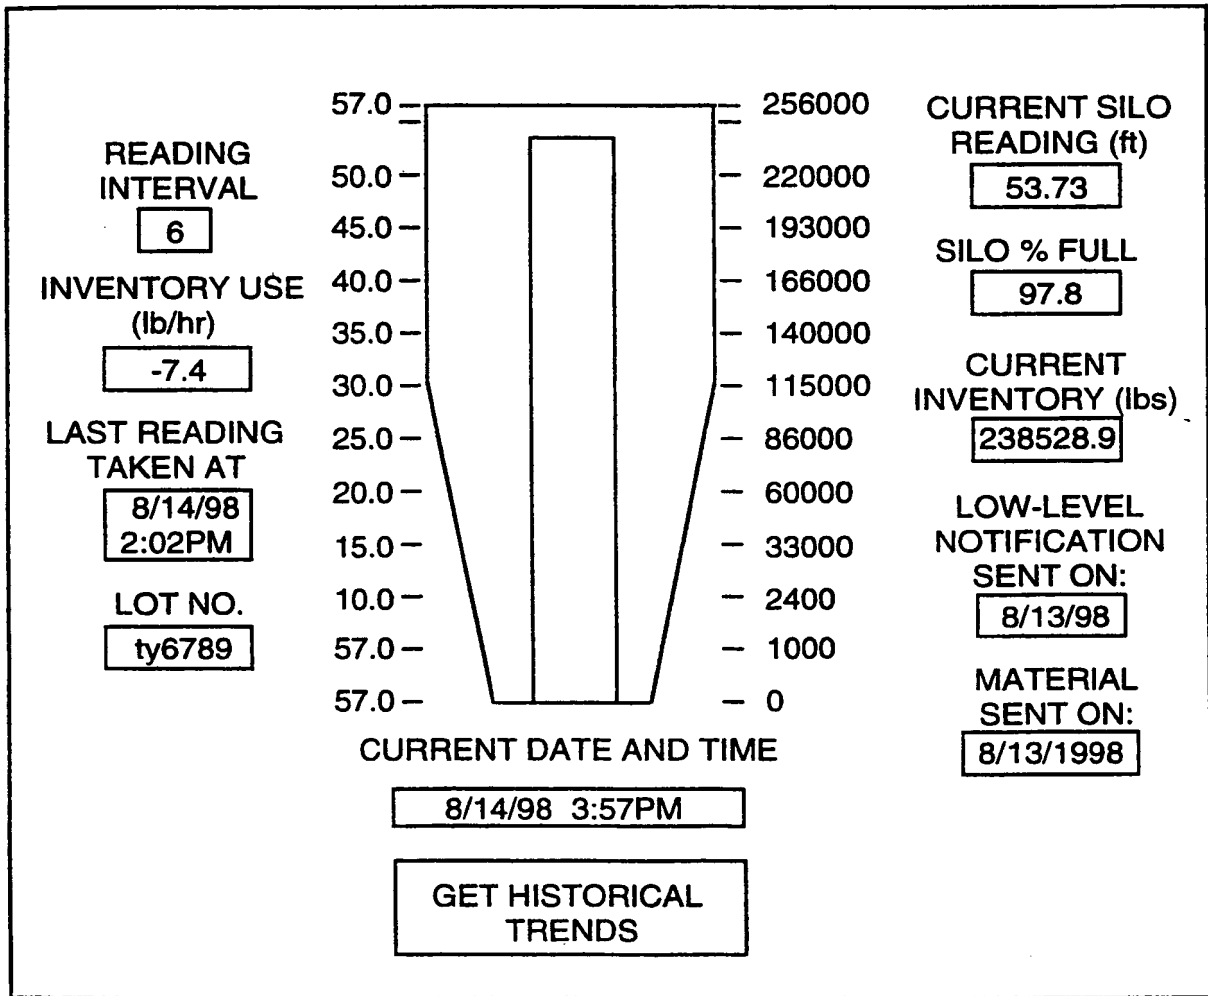 READING
INTERVAL
6
INVENTORY USE
(lb/hr)
-7.4
LAST READING
TAKEN AT
8/14/98
2:02PM
LOT NO.
ty6789
57.0
50.0
45.0
40.0
35.0
30.0
25.0
20.0
15.0
10.0
57.0
57.0
256000
220000
193000
166000
140000
115000
86000
60000
33000
2400
1000
0
CURRENT SILO
READING (ft)
53.73
SILO % FULL
97.8
CURRENT
INVENTORY (lbs)
238528.9
LOW-LEVEL
NOTIFICATION
SENT ON:
8/13/98
MATERIAL
SENT ON:
8/13/1998
CURRENT DATE AND TIME
8/14/98 3:57PM
GET HISTORICAL
TRENDS